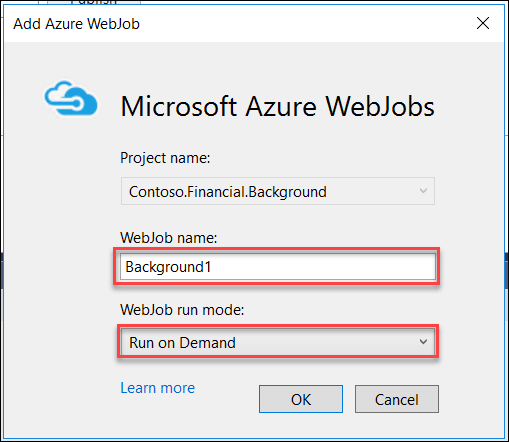 Publish
Add Azure WebJob
Microsoft Azure WebJobs
Project name:
Contoso.Financial.Background
WebJob name:
Background1
WebJob run mode:
Run on Demand
Learn more
OK
Cancel